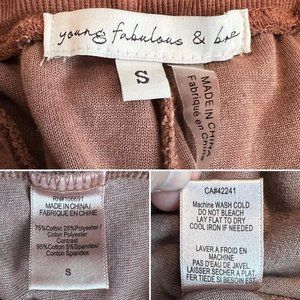 young fabulous & bro
S
MADE IN CHINA
Fabriqué en Chine
RN#106691
MADE IN CHINA/
FABRIQUE EN CHINE
75%Cotton 25%Polyester/
Coton Polyester
Contrast
95%Cotton 5%Spandex/
Coton Spandex
S
CA#42241
Machine WASH COLD
DO NOT BLEACH
LAY FLAT TO DRY
COOL IRON IF NEEDED
LAVER A FROID EN
MACHINE
PAS D'EAU DE JAVEL.
LAISSER SÉCHER A PLAT.
FER TIEDE SI BESOIN EST